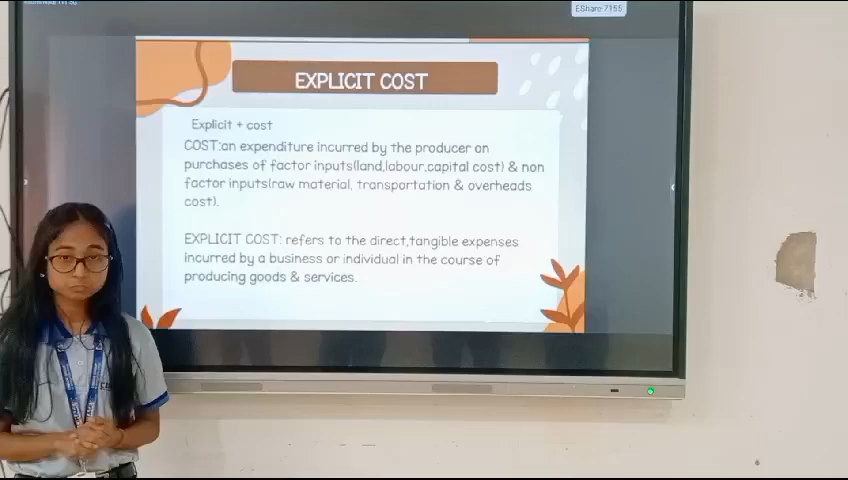 EShare-7155
EXPLICIT COST
Explicit + cost
COST:an expenditure incurred by the producer on
purchases of factor inputs(land,labour,capital cost) & non
factor inputs(raw material, transportation & overheads
cost).
EXPLICIT COST: refers to the direct,tangible expenses
incurred by a business or individual in the course of
producing goods & services.